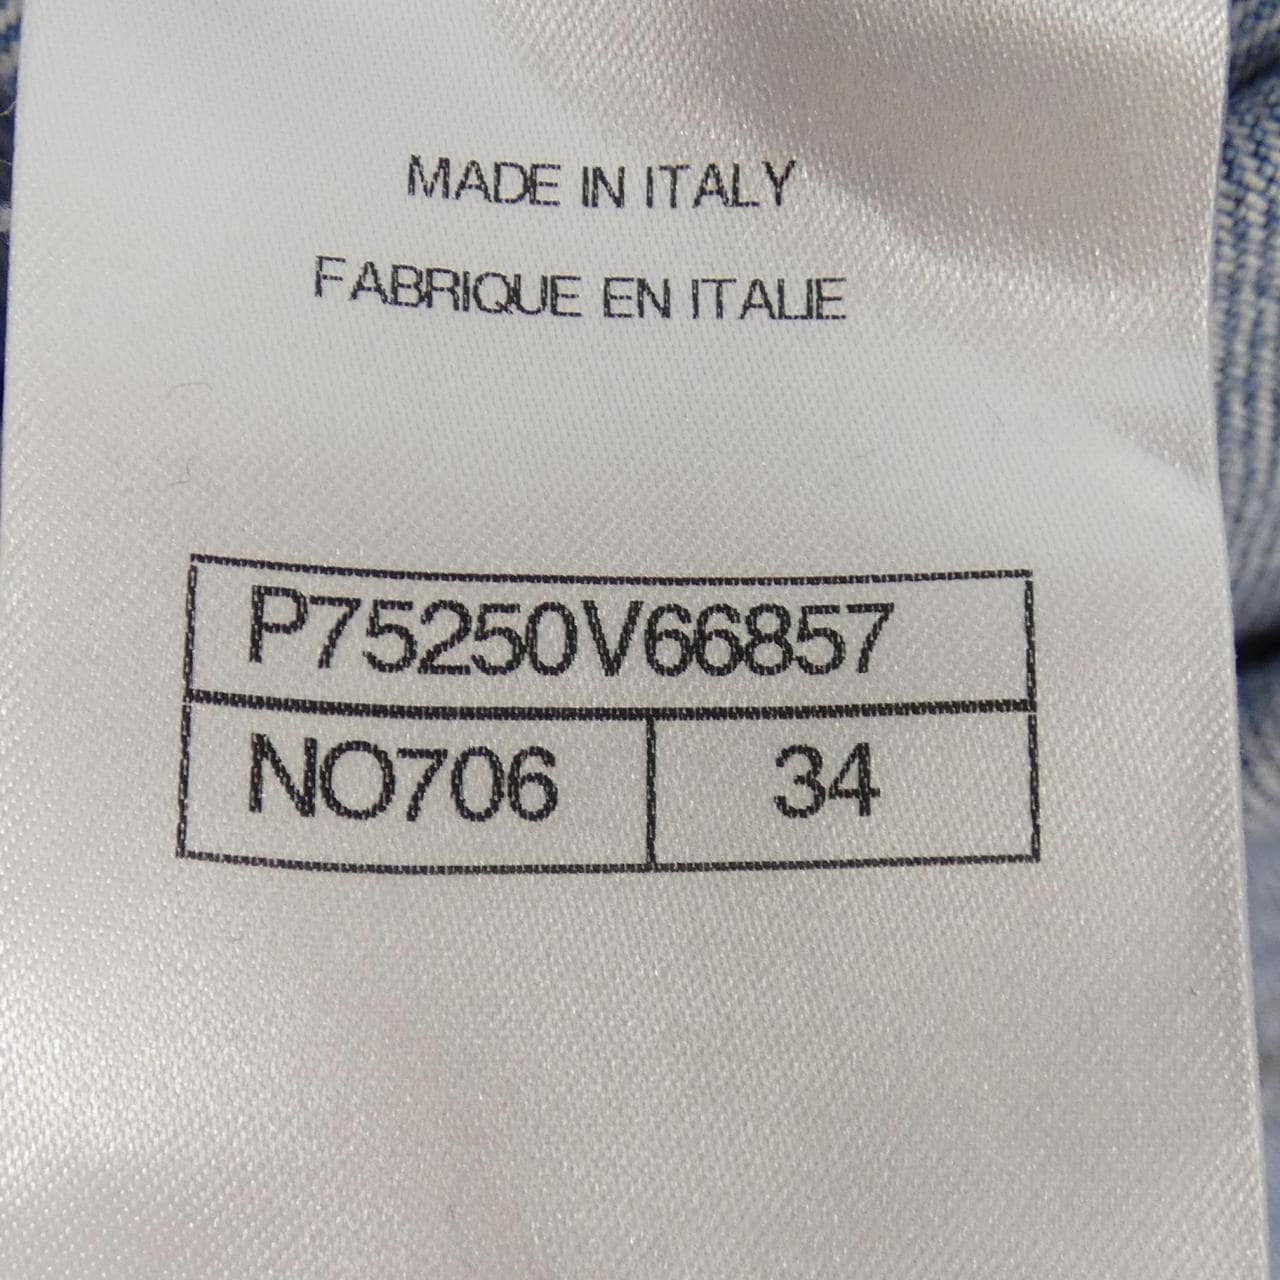 MADE IN ITALY
FABRIQUE EN ITALIE
P75250V66857
NO706 34